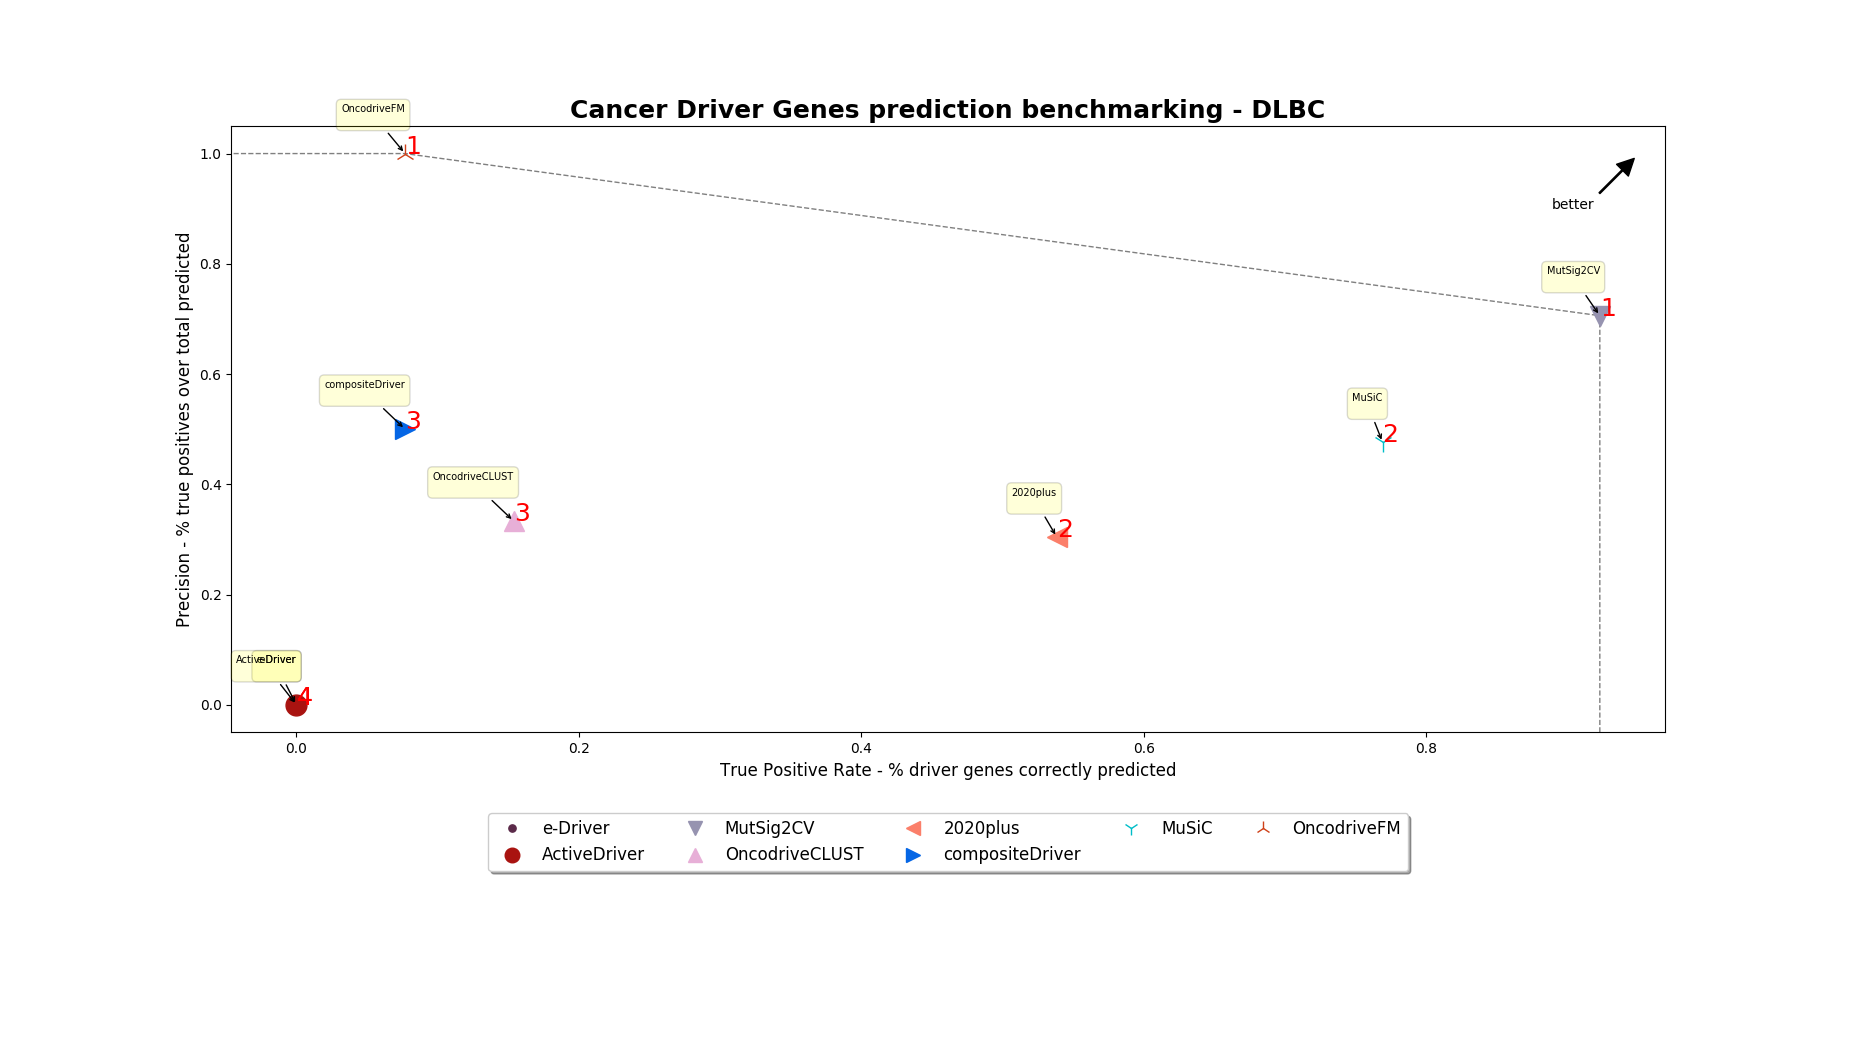 Cancer Driver Genes prediction benchmarking - DLBC
OncodriveFM
1
better
MutSig2CV
1
compositeDriver
3
MuSiC
2
OncodriveCLUST
3
2020plus
2
ActiveDriver
e-Driver
4
1.0
0.8
0.6
0.4
0.2
0.0
Precision - % true positives over total predicted
0.0 0.2 0.4 0.6 0.8
True Positive Rate - % driver genes correctly predicted
e-Driver MutSig2CV 2020plus MuSiC OncodriveFM
ActiveDriver OncodriveCLUST compositeDriver